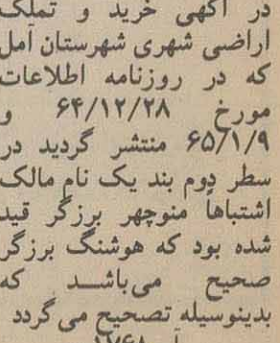 در آگهی خرید و تملک
اراضی شهری شهرستان آمل
که در روزنامه اطلاعات
مورخ ۶۴/۱۲/۲۸ و
۶۵/۱/۹ منتشر گردید در
سطر دوم بند یک نام مالک
اشتباهاً منوچهر برزگر قید
شده بود که هوشنگ برزگر
صحیح می‌باشد که
بدینوسیله تصحیح می‌گردد